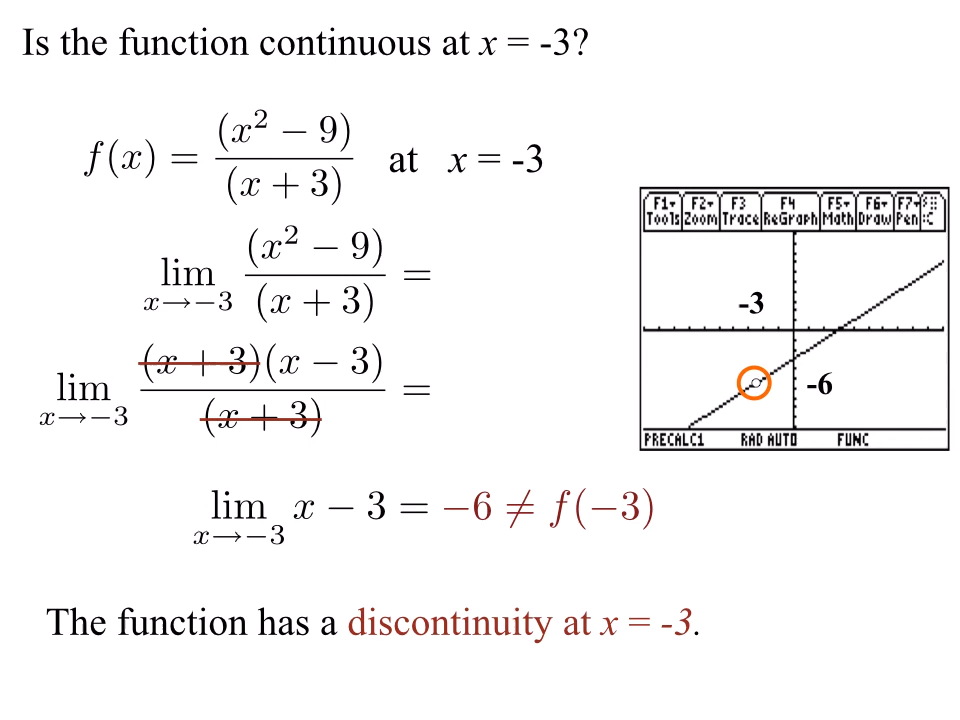 Is the function continuous at x = -3?
f(x) = (x² − 9) / (x + 3) at x = -3
lim x→−3 (x² − 9) / (x + 3) =
lim x→−3 (x + 3)(x − 3) / (x + 3) =
lim x→−3 x − 3 = −6 ≠ f(−3)
The function has a discontinuity at x = -3.
F1▾ F2▾ F3 F4 F5▾ F6▾ F7▾
Tools Zoom Trace ReGraph Math Draw Pen :C
-3
-6
PRECALC1 RAD AUTO FUNC